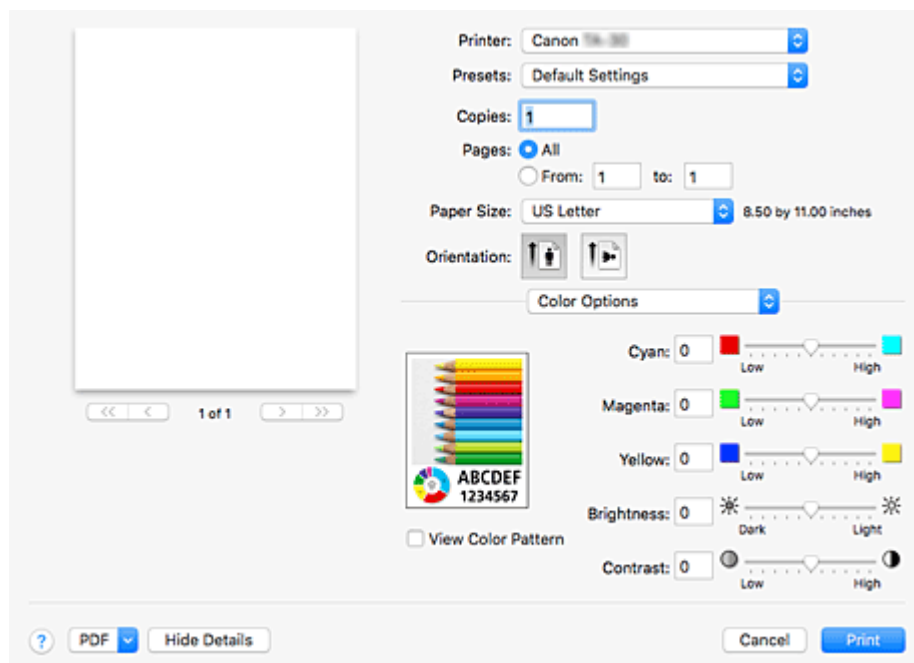 Printer: Canon
Presets: Default Settings
Copies: 1
Pages: All
From: 1 to: 1
Paper Size: US Letter 8.50 by 11.00 inches
Orientation:
Color Options
Cyan: 0
Low High
Magenta: 0
Low High
Yellow: 0
Low High
Brightness: 0
Dark Light
Contrast: 0
Low High
<< < 1 of 1 > >>
ABCDEF
1234567
View Color Pattern
? PDF Hide Details Cancel Print